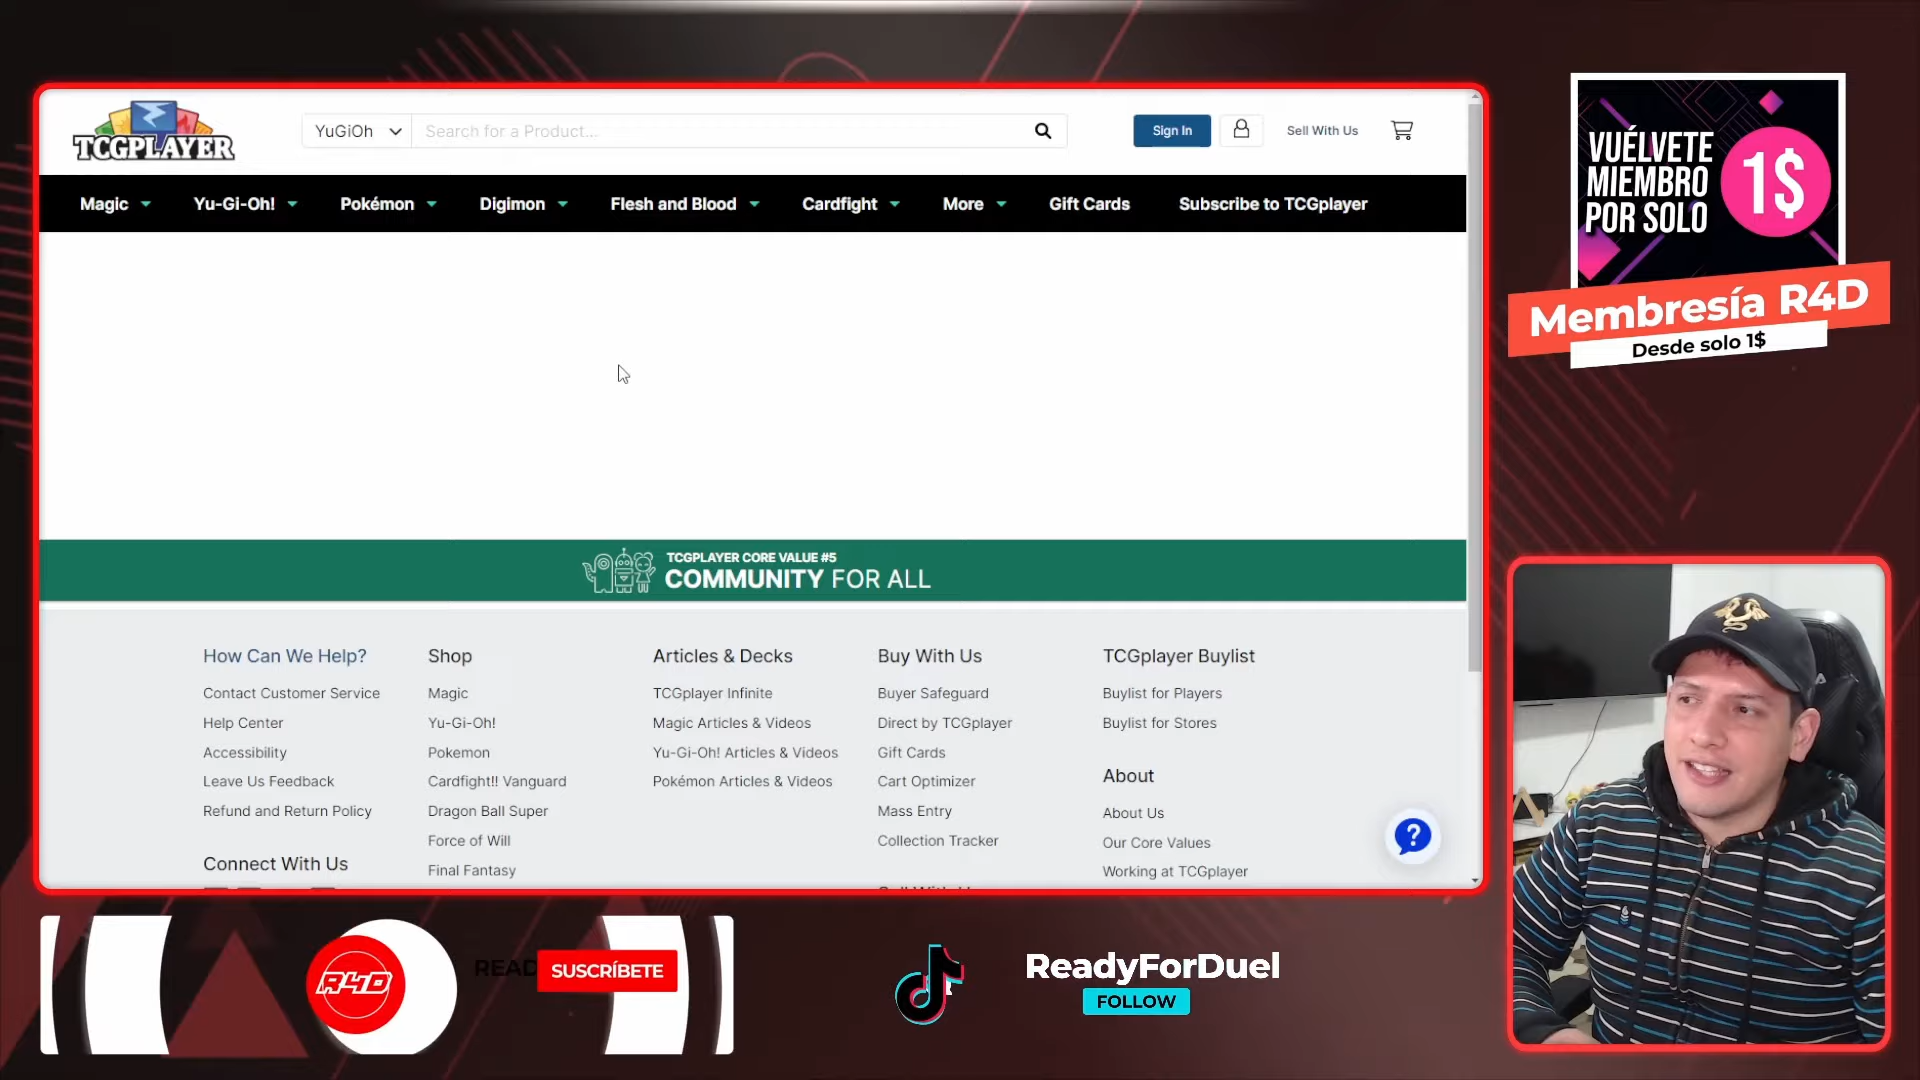 TCGPLAYER
YuGiOh
Search for a Product...
Sign In
Sell With Us
Magic
Yu-Gi-Oh!
Pokémon
Digimon
Flesh and Blood
Cardfight
More
Gift Cards
Subscribe to TCGplayer
TCGPLAYER CORE VALUE #5
COMMUNITY FOR ALL
How Can We Help?
Contact Customer Service
Help Center
Accessibility
Leave Us Feedback
Refund and Return Policy
Connect With Us
Shop
Magic
Yu-Gi-Oh!
Pokemon
Cardfight!! Vanguard
Dragon Ball Super
Force of Will
Final Fantasy
Articles & Decks
TCGplayer Infinite
Magic Articles & Videos
Yu-Gi-Oh! Articles & Videos
Pokémon Articles & Videos
Buy With Us
Buyer Safeguard
Direct by TCGplayer
Gift Cards
Cart Optimizer
Mass Entry
Collection Tracker
TCGplayer Buylist
Buylist for Players
Buylist for Stores
About
About Us
Our Core Values
Working at TCGplayer
?
VUÉLVETE
MIEMBRO
POR SOLO
1$
Membresía R4D
Desde solo 1$
R4D
READ
SUSCRÍBETE
ReadyForDuel
FOLLOW